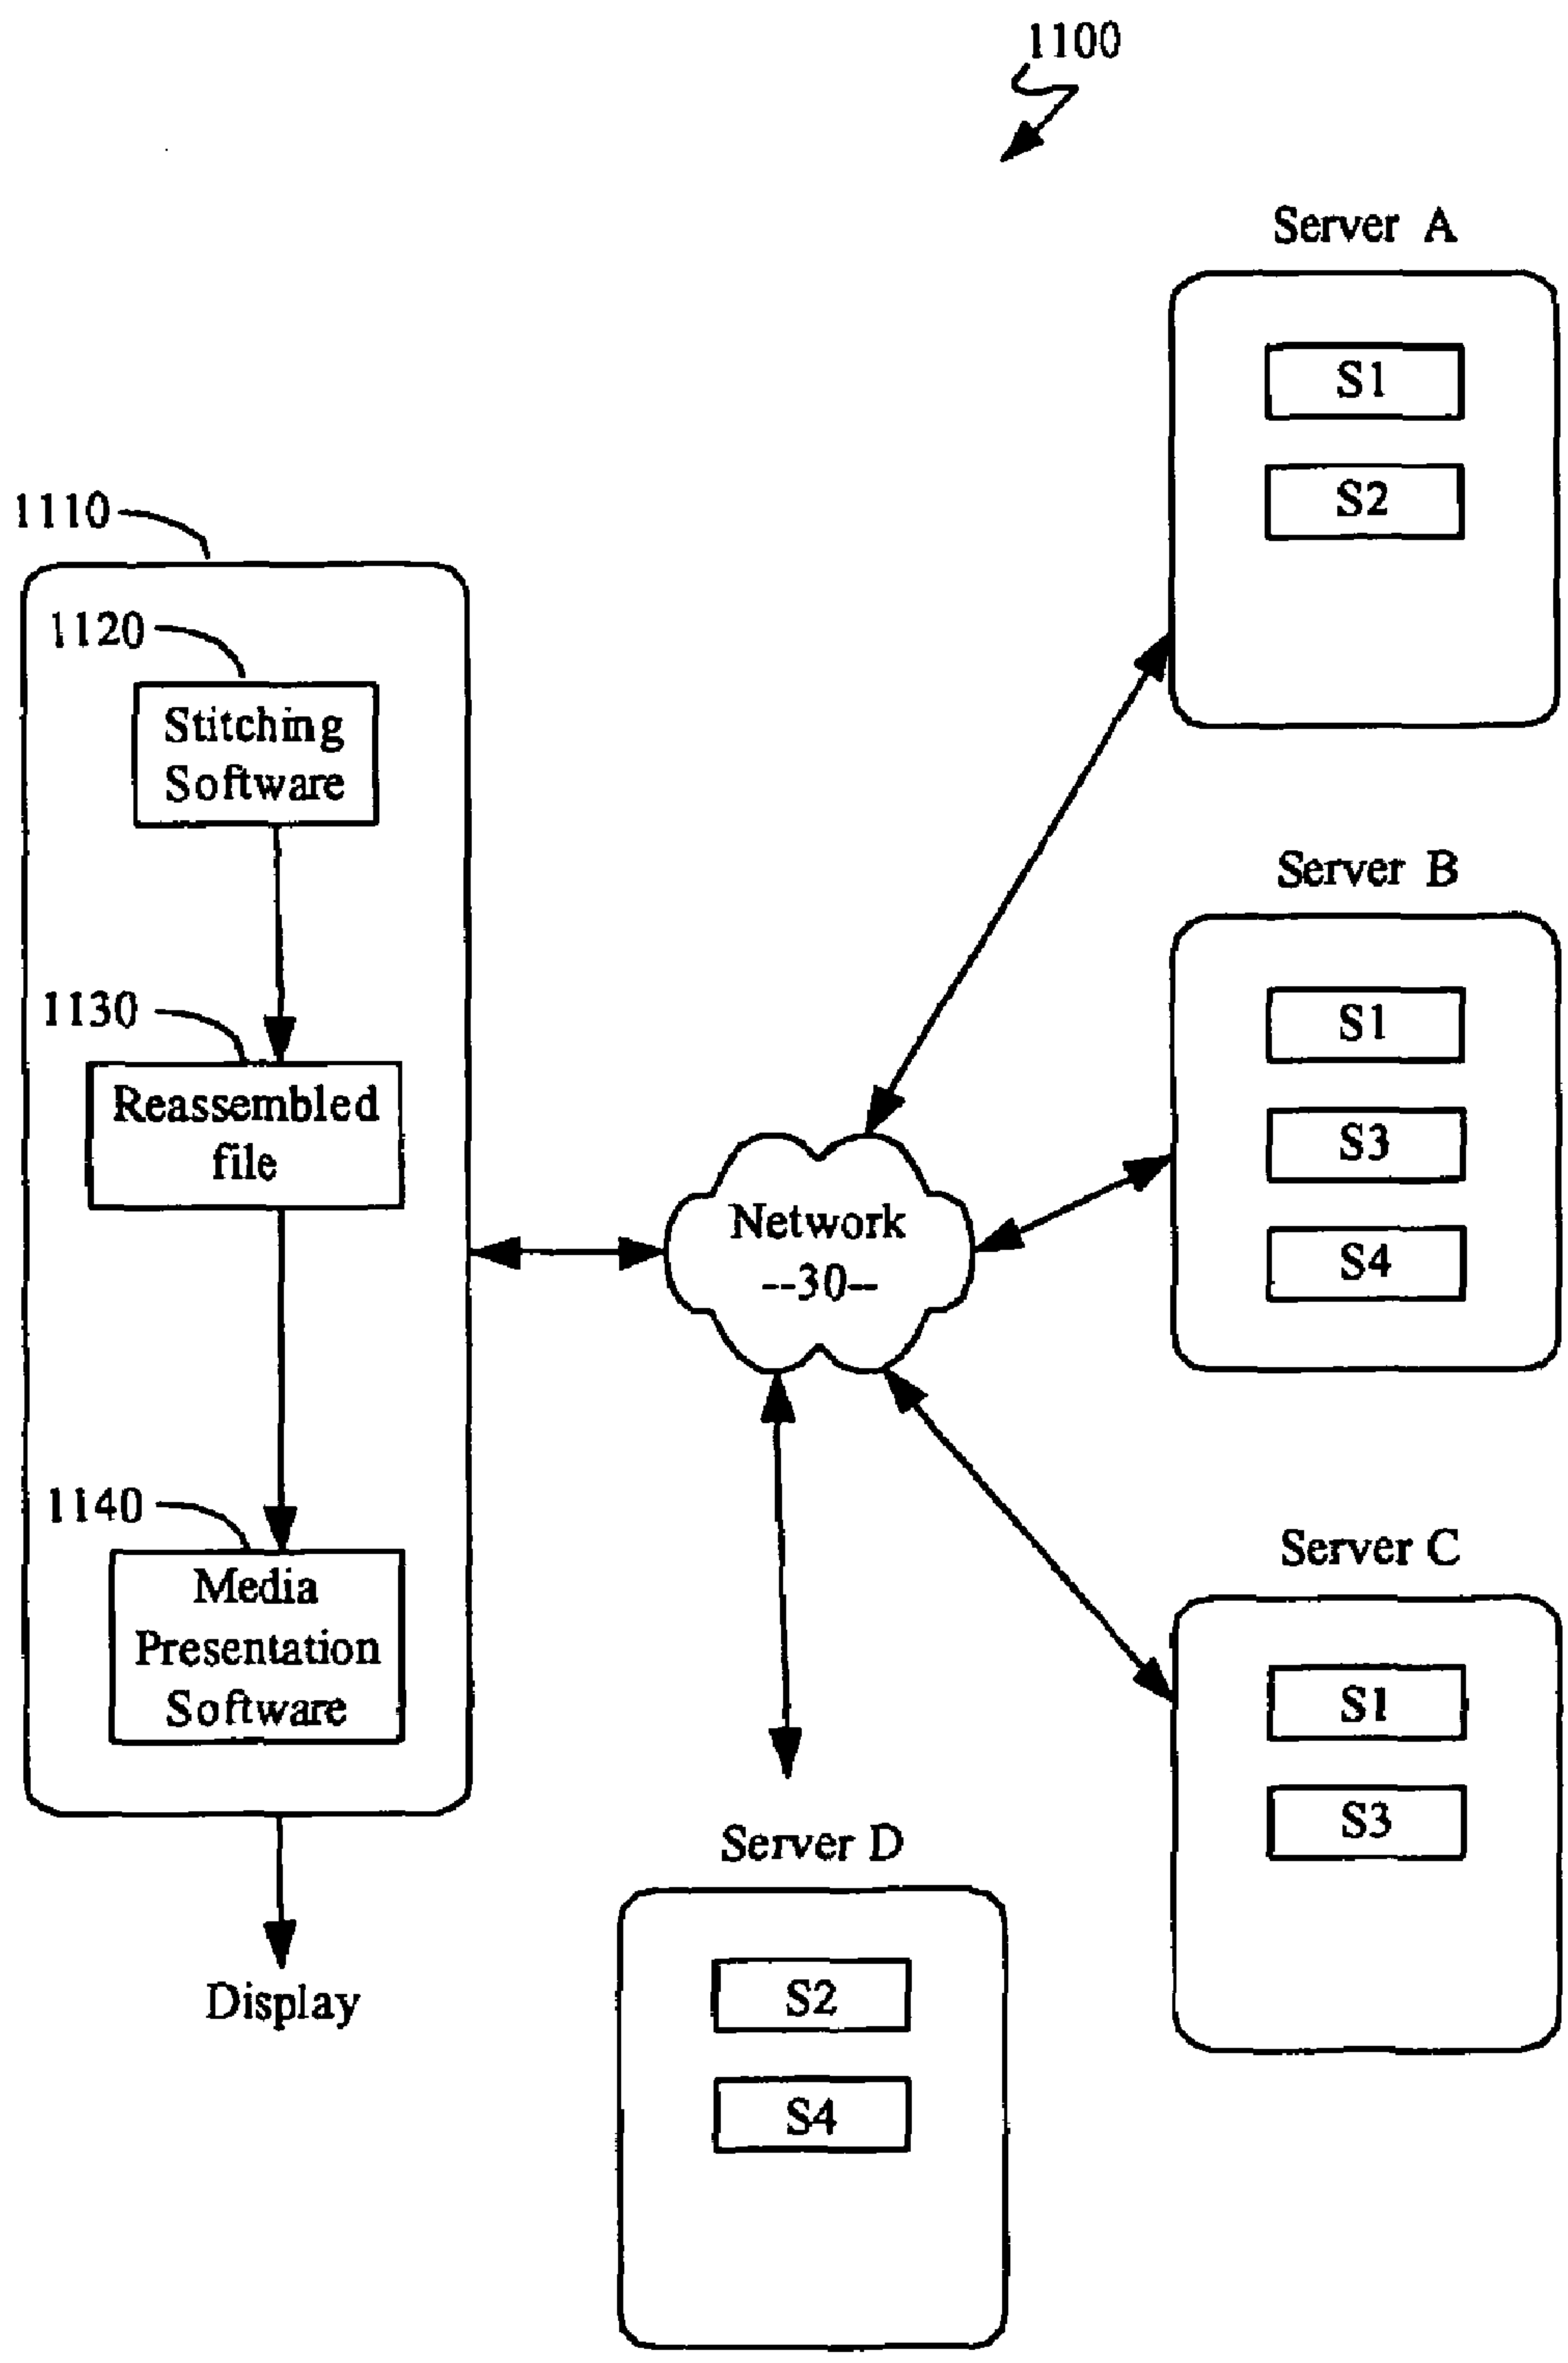 1100
Server A
S1
S2
1110
1120
Stitching
Software
Server B
1130
S1
Reassembled
file
S3
Network
--30--
S4
1140
Media
Presentation
Software
Server C
S1
S3
Server D
Display
S2
S4